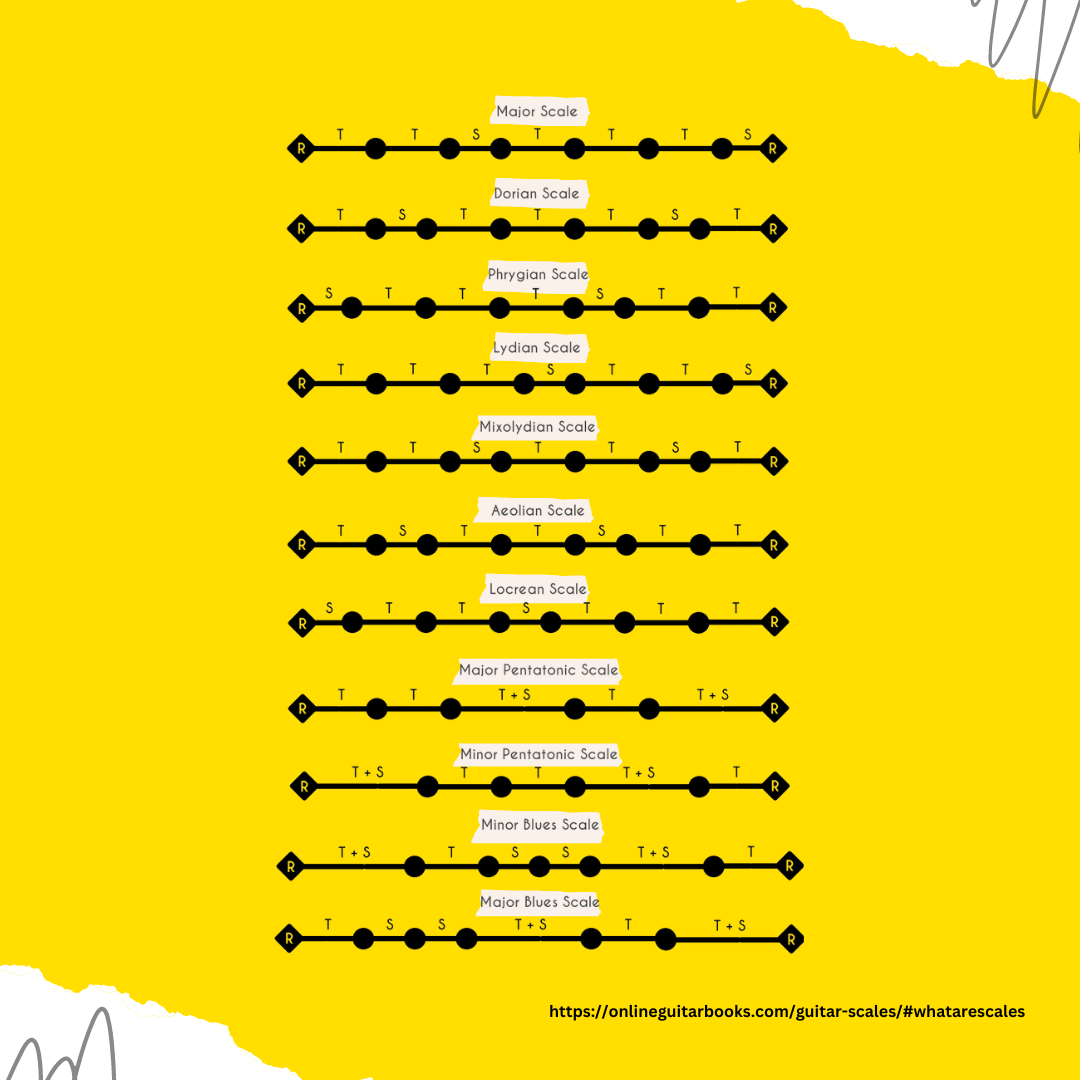 Major Scale
T T S T T T S
R R
Dorian Scale
T S T T T S T
R R
Phrygian Scale
S T T T S T T
R R
Lydian Scale
T T T S T T S
R R
Mixolydian Scale
T T S T T S T
R R
Aeolian Scale
T S T T S T T
R R
Locrean Scale
S T T S T T T
R R
Major Pentatonic Scale
T T T + S T T + S
R R
Minor Pentatonic Scale
T + S T T T + S T
R R
Minor Blues Scale
T + S T S S T + S T
R R
Major Blues Scale
T S S T + S T T + S
R R
https://onlineguitarbooks.com/guitar-scales/#whatarescales